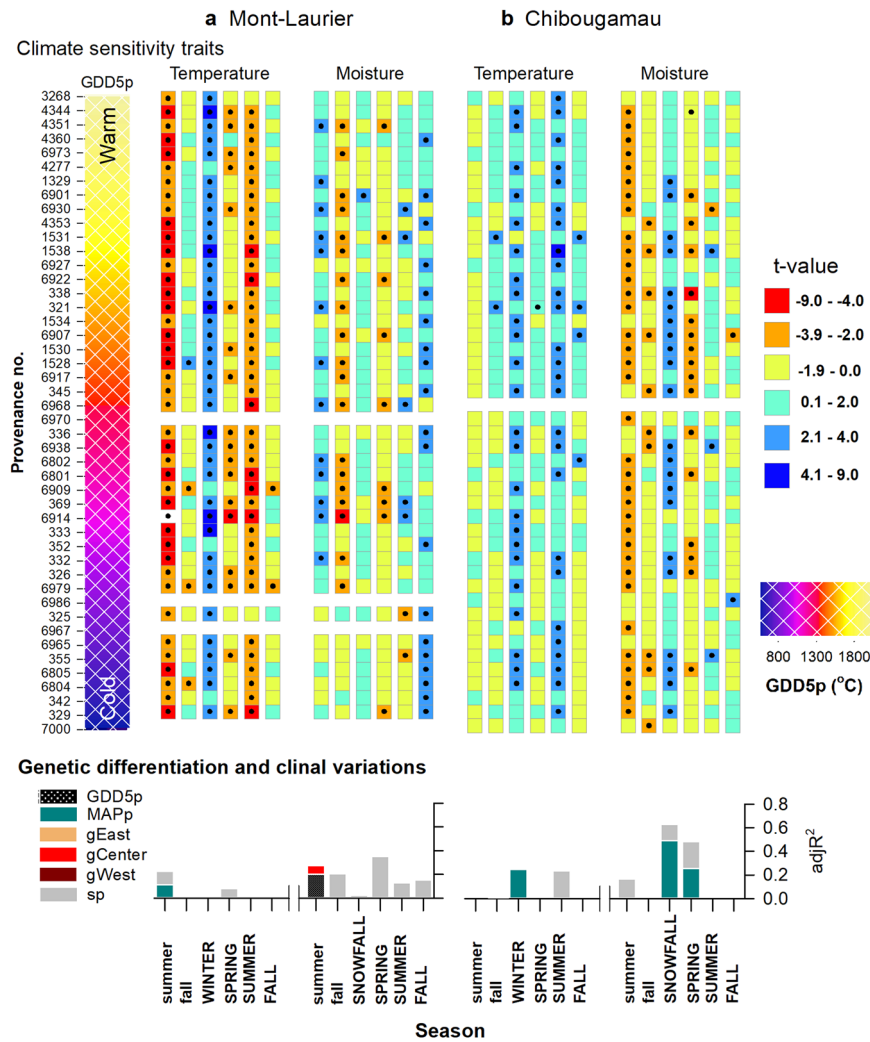 a Mont-Laurier b Chibougamau
Climate sensitivity traits
GDD5p Temperature Moisture Temperature Moisture
Provenance no.
Warm
Cold
3268
4344
4351
4360
6973
4277
1329
6901
6930
4353
1531
1538
6927
6922
338
321
1534
6907
1530
1528
6917
345
6968
6970
336
6938
6802
6801
6909
369
6914
333
352
332
326
6979
6986
325
6967
6965
355
6805
6804
342
329
7000
t-value
-9.0 - -4.0
-3.9 - -2.0
-1.9 - 0.0
0.1 - 2.0
2.1 - 4.0
4.1 - 9.0
800 1300 1800
GDD5p (°C)
Genetic differentiation and clinal variations
GDD5p
MAPp
gEast
gCenter
gWest
sp
0.8
0.6
0.4
0.2
0.0
adjR²
summer fall WINTER SPRING SUMMER FALL
summer fall SNOWFALL SPRING SUMMER FALL
summer fall WINTER SPRING SUMMER FALL
summer fall SNOWFALL SPRING SUMMER FALL
Season